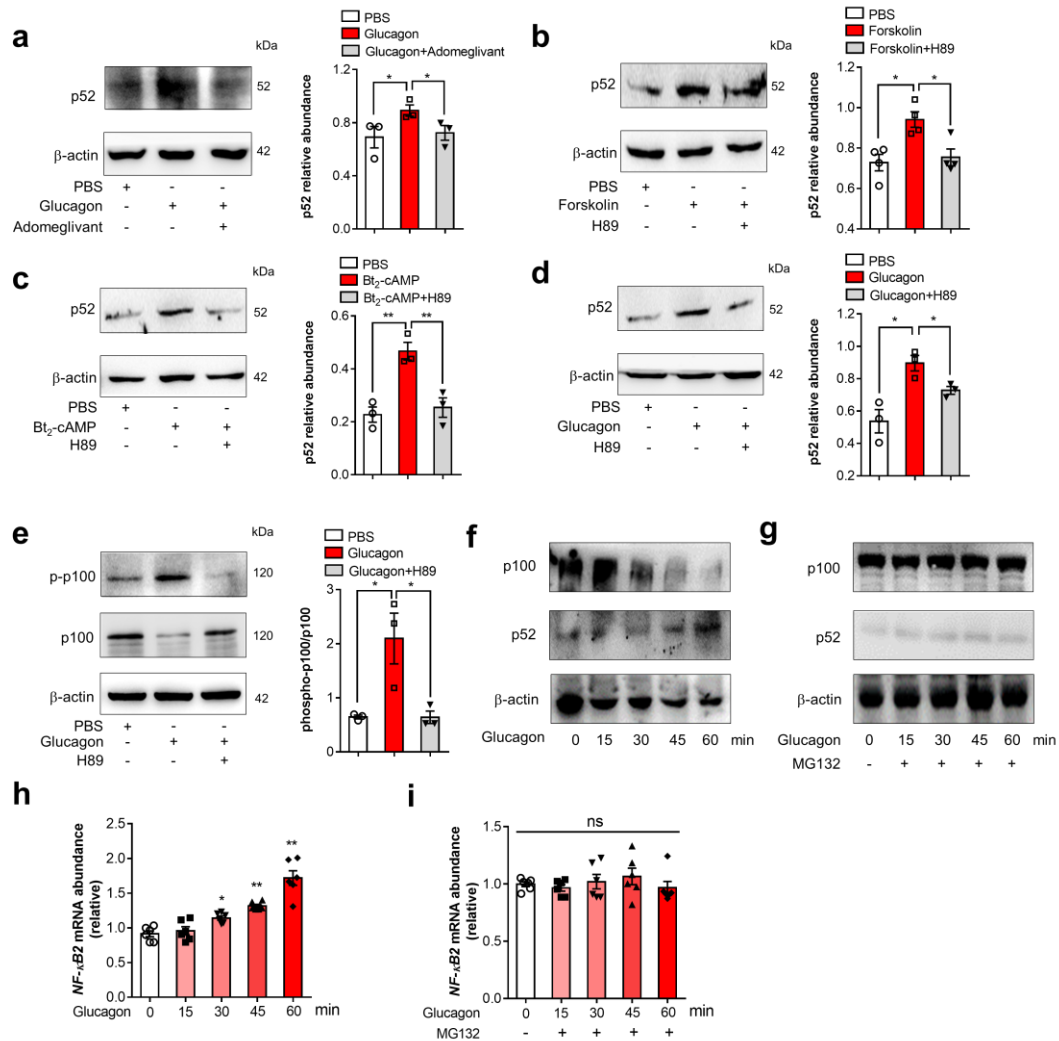 a
kDa
p52
52
β-actin
42
PBS + - -
Glucagon - + +
Adomeglivant - - +
PBS
Glucagon
Glucagon+Adomeglivant
p52 relative abundance
1.2
0.8
0.4
0.0
* *
b
kDa
p52
52
β-actin
42
PBS + - -
Forskolin - + +
H89 - - +
PBS
Forskolin
Forskolin+H89
p52 relative abundance
1.2
1.0
0.8
0.6
0.4
* *
c
kDa
p52
52
β-actin
42
PBS + - -
Bt2-cAMP - + +
H89 - - +
PBS
Bt2-cAMP
Bt2-cAMP+H89
p52 relative abundance
0.6
0.4
0.2
0.0
** **
d
kDa
p52
52
β-actin
42
PBS + - -
Glucagon - + +
H89 - - +
PBS
Glucagon
Glucagon+H89
p52 relative abundance
1.2
1.0
0.8
0.6
0.4
0.2
* *
e
kDa
p-p100
120
p100
120
β-actin
42
PBS + - -
Glucagon - + +
H89 - - +
PBS
Glucagon
Glucagon+H89
phospho-p100/p100
3
2
1
0
* *
f
p100
p52
β-actin
Glucagon 0 15 30 45 60 min
g
p100
p52
β-actin
Glucagon 0 15 30 45 60 min
MG132 - + + + +
h
NF-κB2 mRNA abundance
(relative)
2.5
2.0
1.5
1.0
0.5
0.0
* ** **
Glucagon 0 15 30 45 60 min
i
NF-κB2 mRNA abundance
(relative)
1.5
1.0
0.5
0.0
ns
Glucagon 0 15 30 45 60 min
MG132 - + + + +